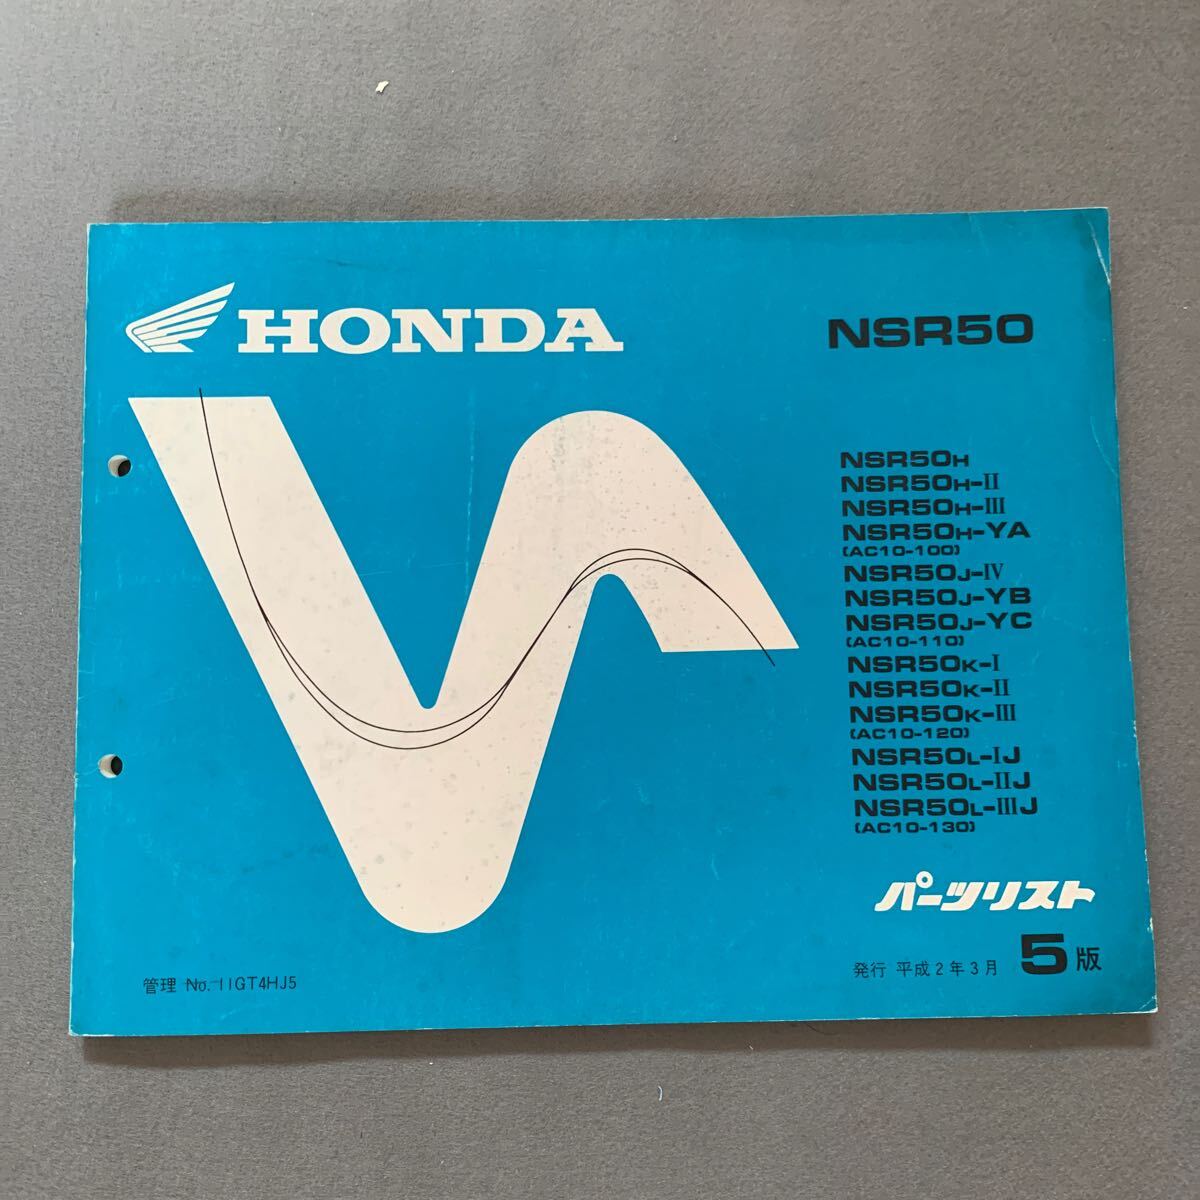 HONDA
NSR50
NSR50H
NSR50H-II
NSR50H-III
NSR50H-YA
(AC10-100)
NSR50J-IV
NSR50J-YB
NSR50J-YC
(AC10-110)
NSR50K-I
NSR50K-II
NSR50K-III
(AC10-120)
NSR50L-IJ
NSR50L-IIJ
NSR50L-IIIJ
(AC10-130)
パーツリスト
発行 平成2年3月 5版
管理 No. 11GT4HJ5